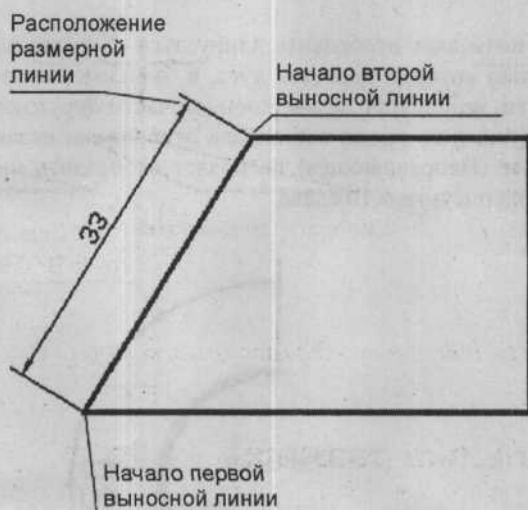 Расположение
размерной
линии
Начало второй
выносной линии
33
Начало первой
выносной линии